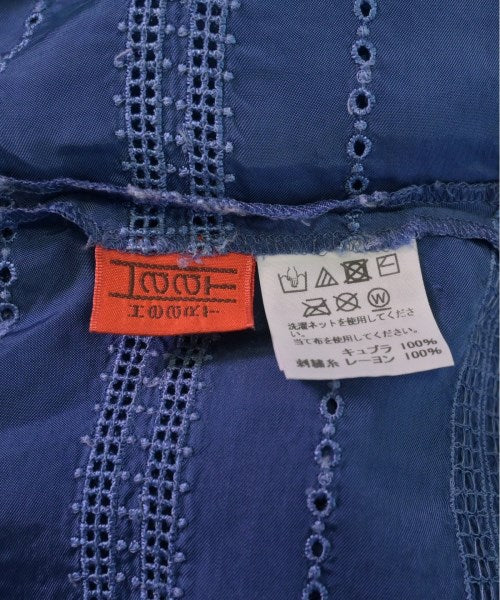 HaaT
HEART
W
洗濯ネットを使用してください。
当て布を使用してください。
キュプラ 100%
刺繍糸 レーヨン 100%